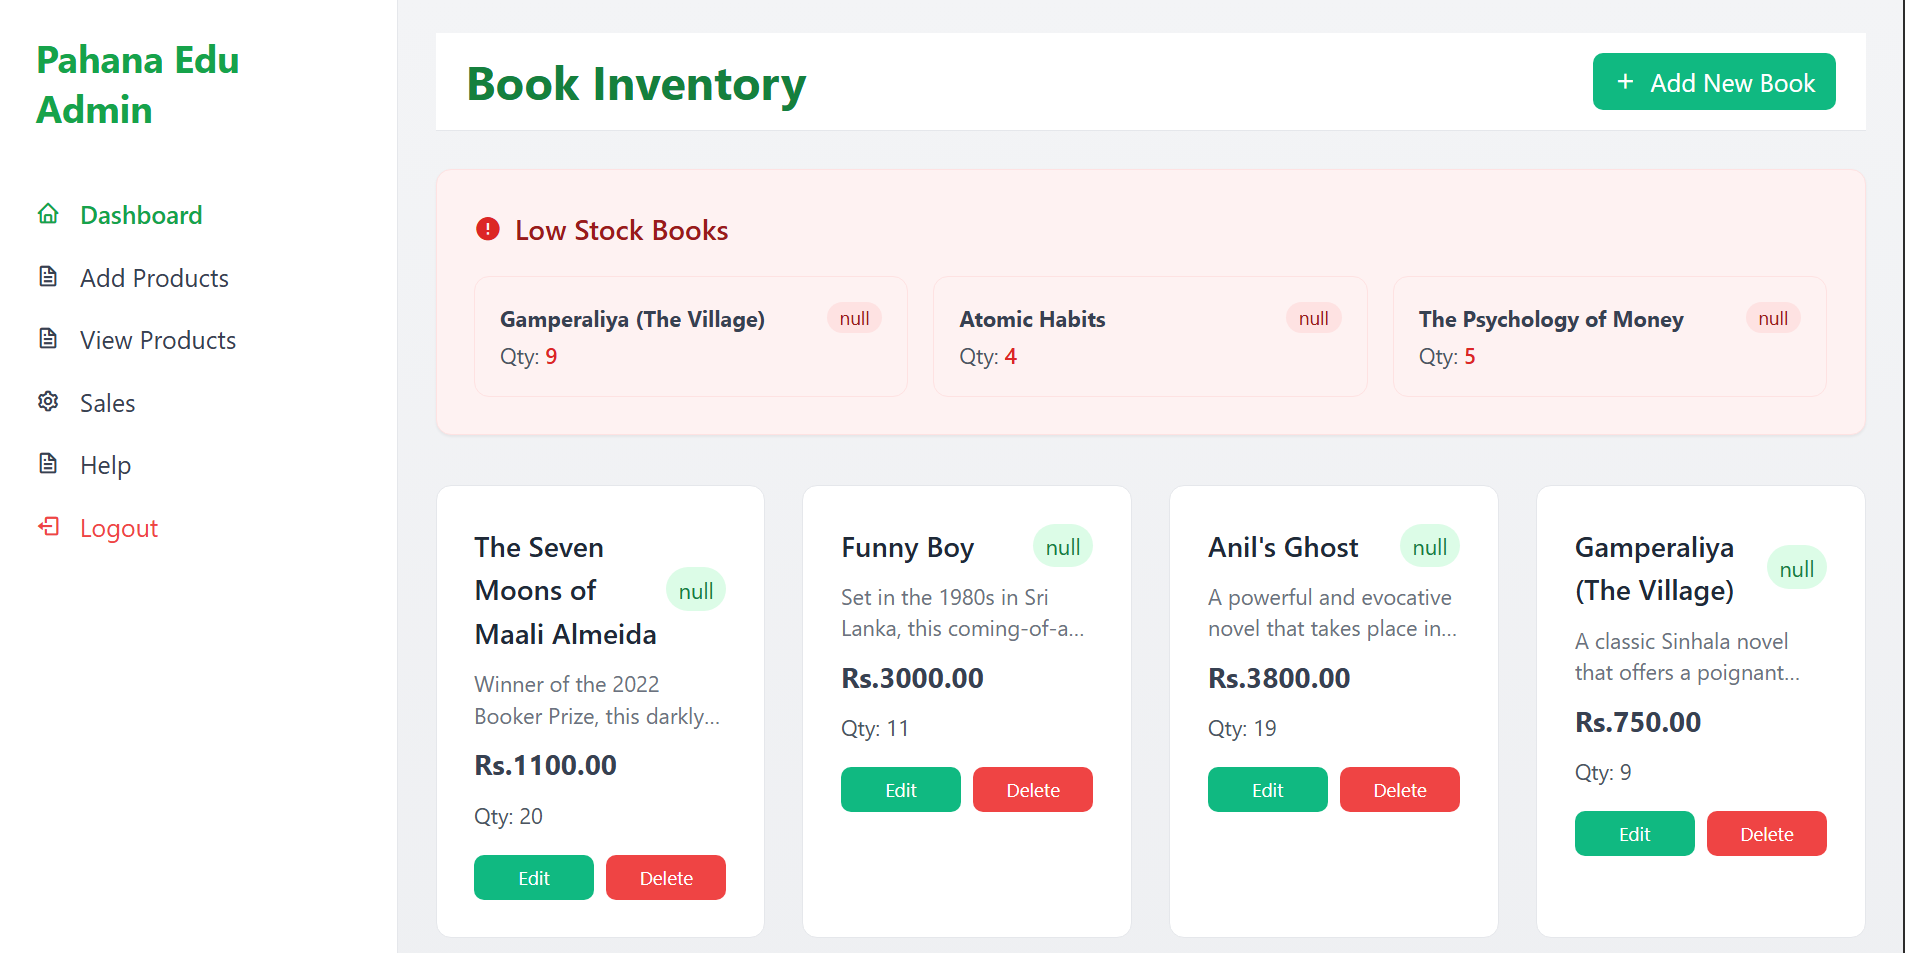 Pahana Edu
Admin
Dashboard
Add Products
View Products
Sales
Help
Logout
Book Inventory
+ Add New Book
Low Stock Books
Gamperaliya (The Village) null
Qty: 9
Atomic Habits null
Qty: 4
The Psychology of Money null
Qty: 5
The Seven
Moons of
Maali Almeida
null
Winner of the 2022
Booker Prize, this darkly...
Rs.1100.00
Qty: 20
Edit Delete
Funny Boy null
Set in the 1980s in Sri
Lanka, this coming-of-a...
Rs.3000.00
Qty: 11
Edit Delete
Anil's Ghost null
A powerful and evocative
novel that takes place in...
Rs.3800.00
Qty: 19
Edit Delete
Gamperaliya
(The Village)
null
A classic Sinhala novel
that offers a poignant...
Rs.750.00
Qty: 9
Edit Delete